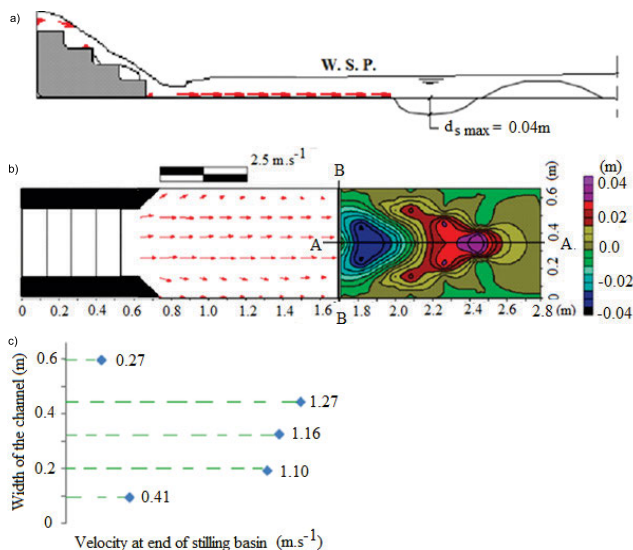 a)
W. S. P.
d s max = 0.04m
b)
2.5 m.s-1
B
(m)
(m)
0.6
0.4
0.2
0
0.04
0.02
0.0
-0.02
-0.04
A
A.
0 0.2 0.4 0.6 0.8 1.0 1.2 1.4 1.6 1.8 2.0 2.2 2.4 2.6 2.8
(m)
B
c)
Width of the channel (m)
0.6
0.4
0.2
0
0.27
1.27
1.16
1.10
0.41
Velocity at end of stilling basin (m.s-1)